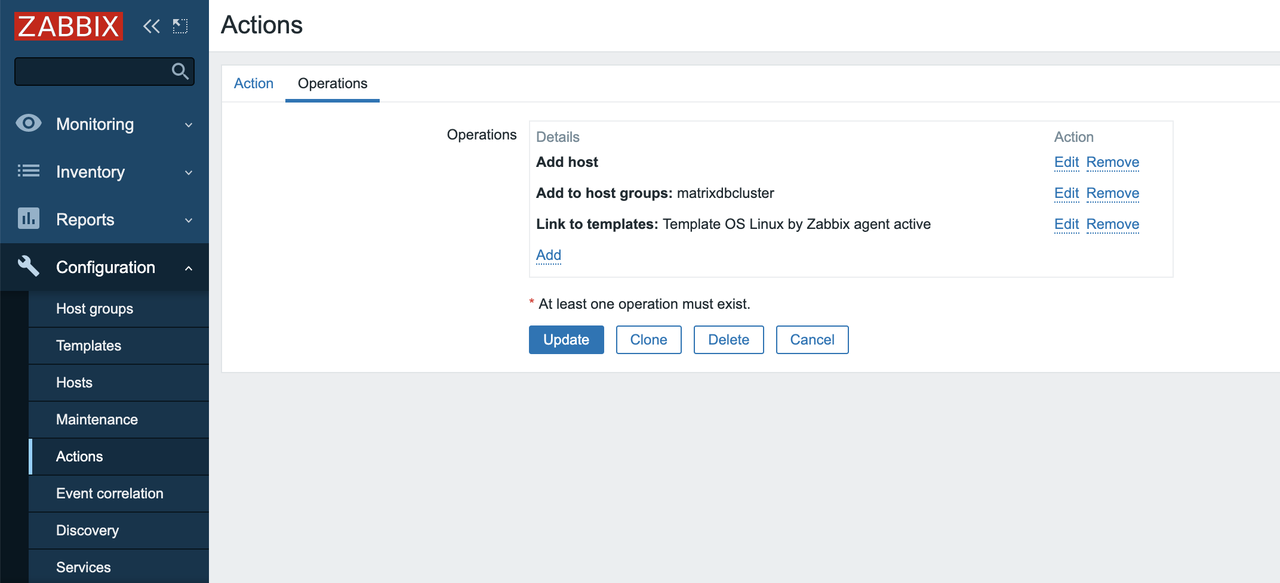 ZABBIX
Monitoring
Inventory
Reports
Configuration
Host groups
Templates
Hosts
Maintenance
Actions
Event correlation
Discovery
Services
Actions
Action Operations
Operations Details Action
Add host Edit Remove
Add to host groups: matrixdbcluster Edit Remove
Link to templates: Template OS Linux by Zabbix agent active Edit Remove
Add
* At least one operation must exist.
Update Clone Delete Cancel